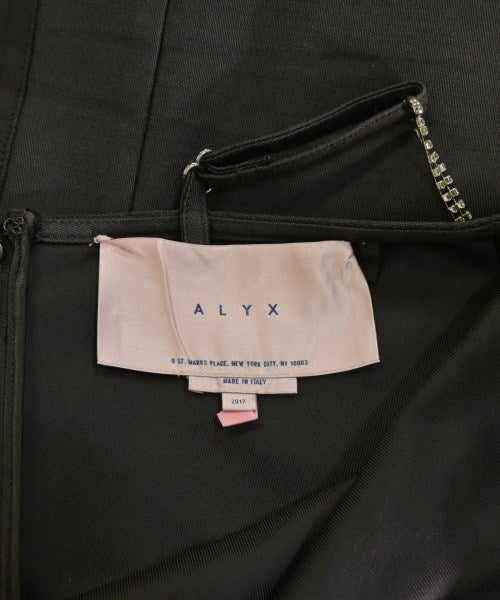 ALYX
9 ST. MARKS PLACE, NEW YORK CITY, NY 10003
MADE IN ITALY
2017